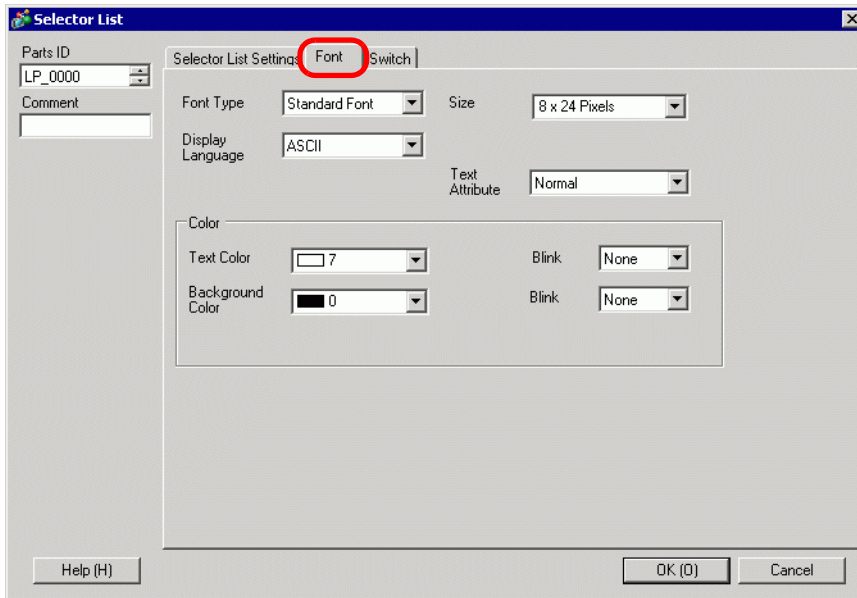 Selector List
Parts ID
LP_0000
Comment
Selector List Settings Font Switch
Font Type Standard Font Size 8 x 24 Pixels
Display Language ASCII
Text Attribute Normal
Color
Text Color 7 Blink None
Background Color 0 Blink None
Help (H) OK (O) Cancel